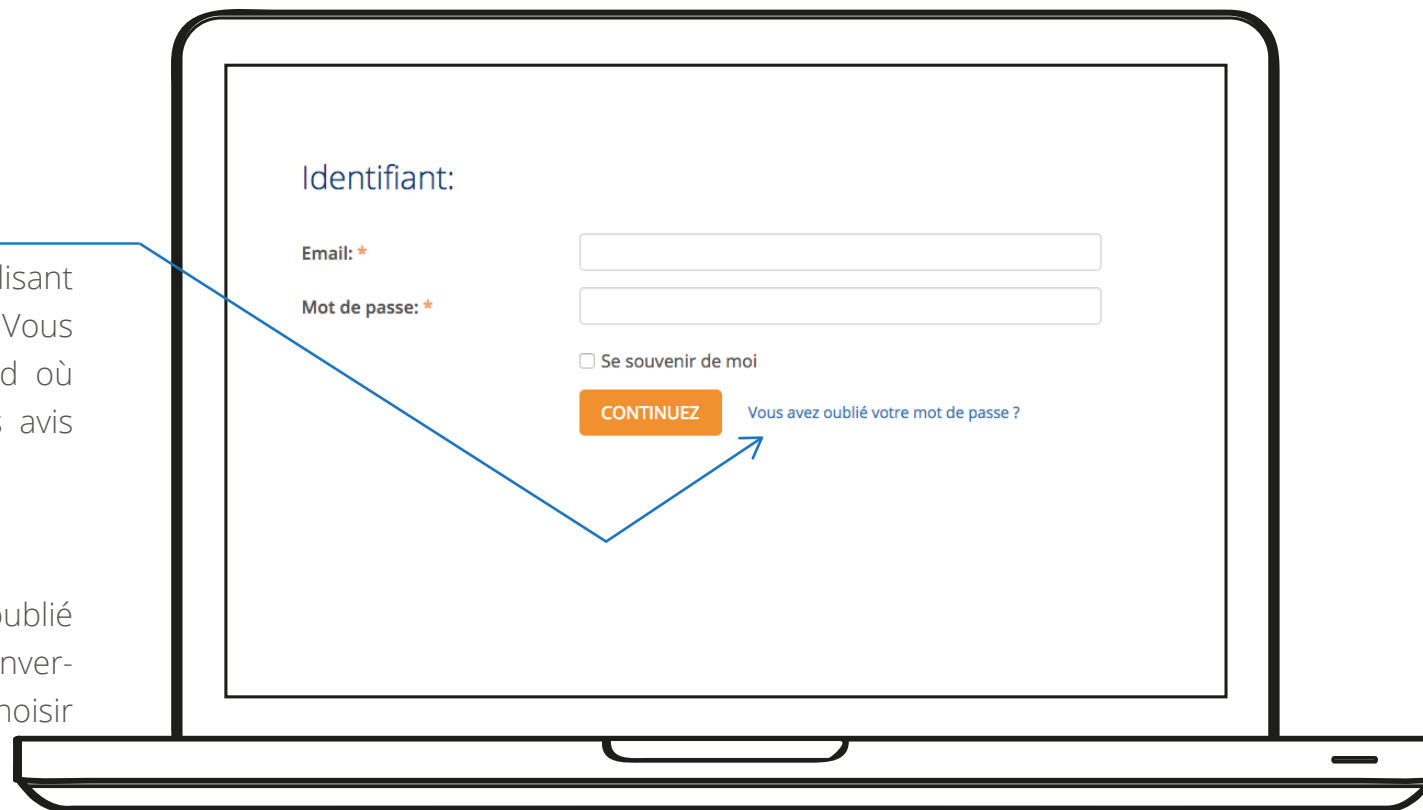 lisant
Vous
d où
s avis
oublié
nver-
hoisir
Identifiant:
Email: *
Mot de passe: *
Se souvenir de moi
CONTINUEZ
Vous avez oublié votre mot de passe ?